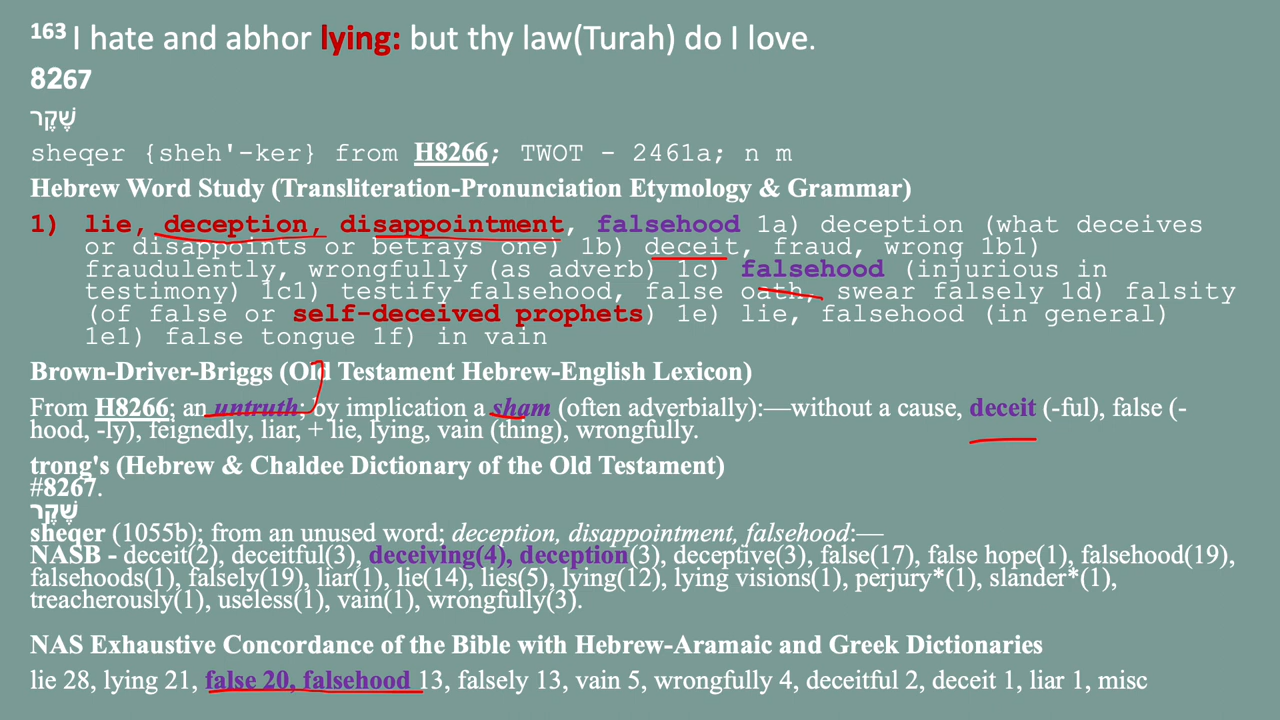 163 I hate and abhor lying: but thy law(Turah) do I love.
8267
שֶׁקֶר
sheqer {sheh'-ker} from H8266; TWOT - 2461a; n m
Hebrew Word Study (Transliteration-Pronunciation Etymology & Grammar)
1) lie, deception, disappointment, falsehood 1a) deception (what deceives
or disappoints or betrays one) 1b) deceit, fraud, wrong 1b1)
fraudulently, wrongfully (as adverb) 1c) falsehood (injurious in
testimony) 1c1) testify falsehood, false oath, swear falsely 1d) falsity
(of false or self-deceived prophets) 1e) lie, falsehood (in general)
1e1) false tongue 1f) in vain
Brown-Driver-Briggs (Old Testament Hebrew-English Lexicon)
From H8266; an untruth; by implication a sham (often adverbially):—without a cause, deceit (-ful), false (-
hood, -ly), feignedly, liar, + lie, lying, vain (thing), wrongfully.
trong's (Hebrew & Chaldee Dictionary of the Old Testament)
#8267.
שֶׁקֶר
sheqer (1055b); from an unused word; deception, disappointment, falsehood:—
NASB - deceit(2), deceitful(3), deceiving(4), deception(3), deceptive(3), false(17), false hope(1), falsehood(19),
falsehoods(1), falsely(19), liar(1), lie(14), lies(5), lying(12), lying visions(1), perjury*(1), slander*(1),
treacherously(1), useless(1), vain(1), wrongfully(3).
NAS Exhaustive Concordance of the Bible with Hebrew-Aramaic and Greek Dictionaries
lie 28, lying 21, false 20, falsehood 13, falsely 13, vain 5, wrongfully 4, deceitful 2, deceit 1, liar 1, misc